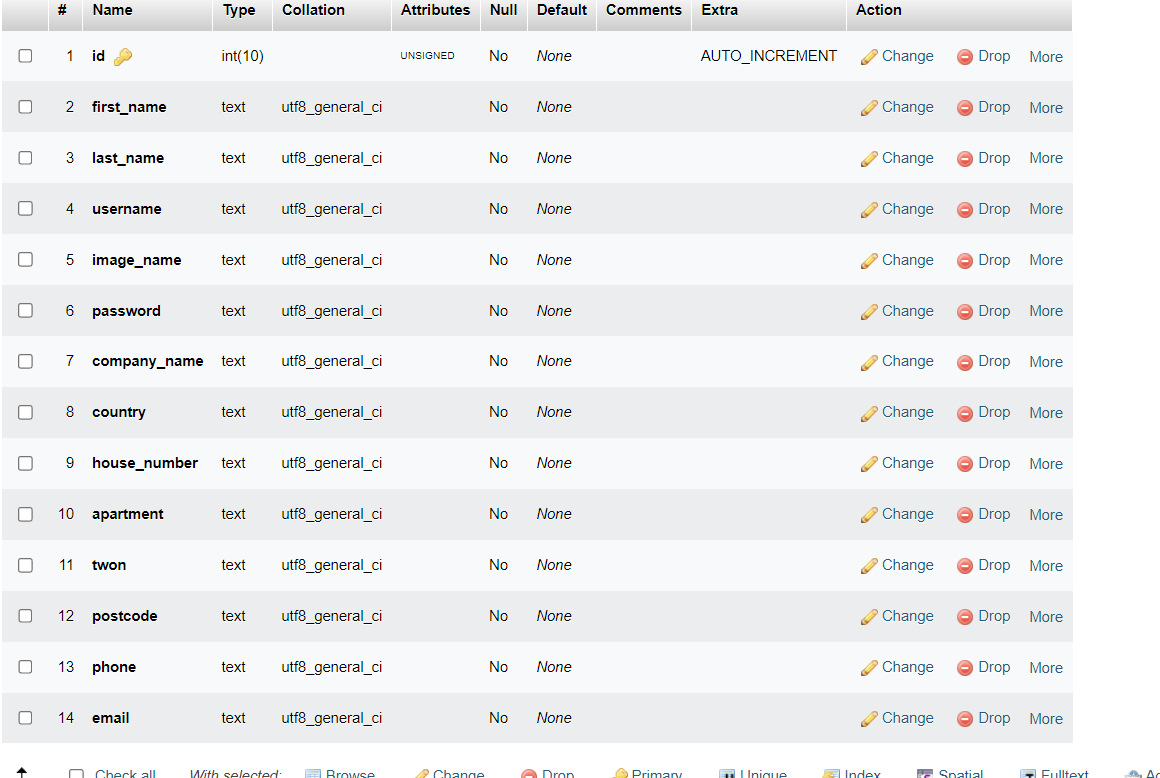 # Name Type Collation Attributes Null Default Comments Extra Action
1 id int(10) UNSIGNED No None AUTO_INCREMENT Change Drop More
2 first_name text utf8_general_ci No None Change Drop More
3 last_name text utf8_general_ci No None Change Drop More
4 username text utf8_general_ci No None Change Drop More
5 image_name text utf8_general_ci No None Change Drop More
6 password text utf8_general_ci No None Change Drop More
7 company_name text utf8_general_ci No None Change Drop More
8 country text utf8_general_ci No None Change Drop More
9 house_number text utf8_general_ci No None Change Drop More
10 apartment text utf8_general_ci No None Change Drop More
11 twon text utf8_general_ci No None Change Drop More
12 postcode text utf8_general_ci No None Change Drop More
13 phone text utf8_general_ci No None Change Drop More
14 email text utf8_general_ci No None Change Drop More
Check all With selected: Browse Change Drop Primary Unique Index Spatial Fulltext